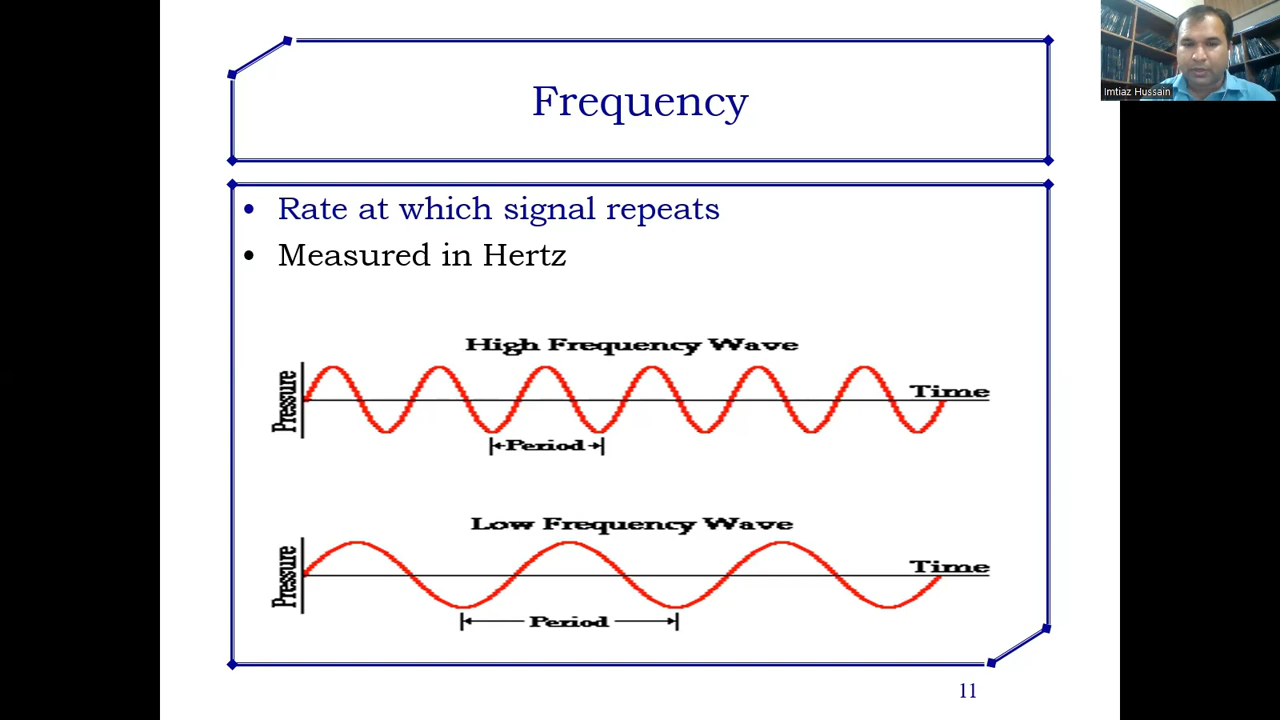 Imtiaz Hussain
Frequency
• Rate at which signal repeats
• Measured in Hertz
High Frequency Wave
Pressure
Time
Period
Low Frequency Wave
Pressure
Time
Period
11